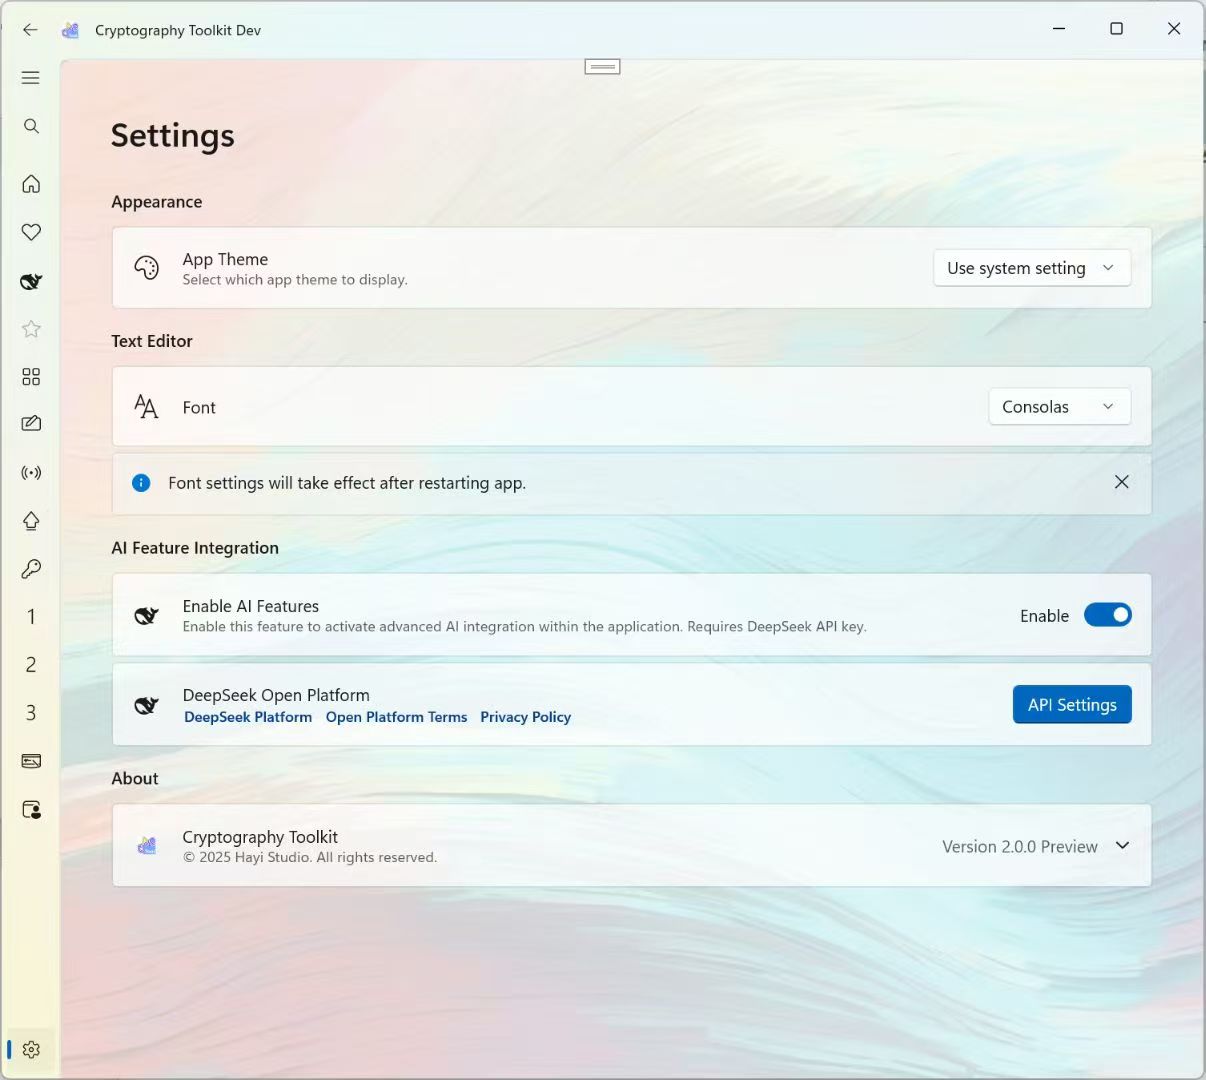 Cryptography Toolkit Dev
Settings
Appearance
App Theme
Select which app theme to display.
Use system setting
Text Editor
Font
Consolas
Font settings will take effect after restarting app.
AI Feature Integration
Enable AI Features
Enable this feature to activate advanced AI integration within the application. Requires DeepSeek API key.
Enable
DeepSeek Open Platform
DeepSeek Platform Open Platform Terms Privacy Policy
API Settings
1
2
3
About
Cryptography Toolkit
© 2025 Hayi Studio. All rights reserved.
Version 2.0.0 Preview